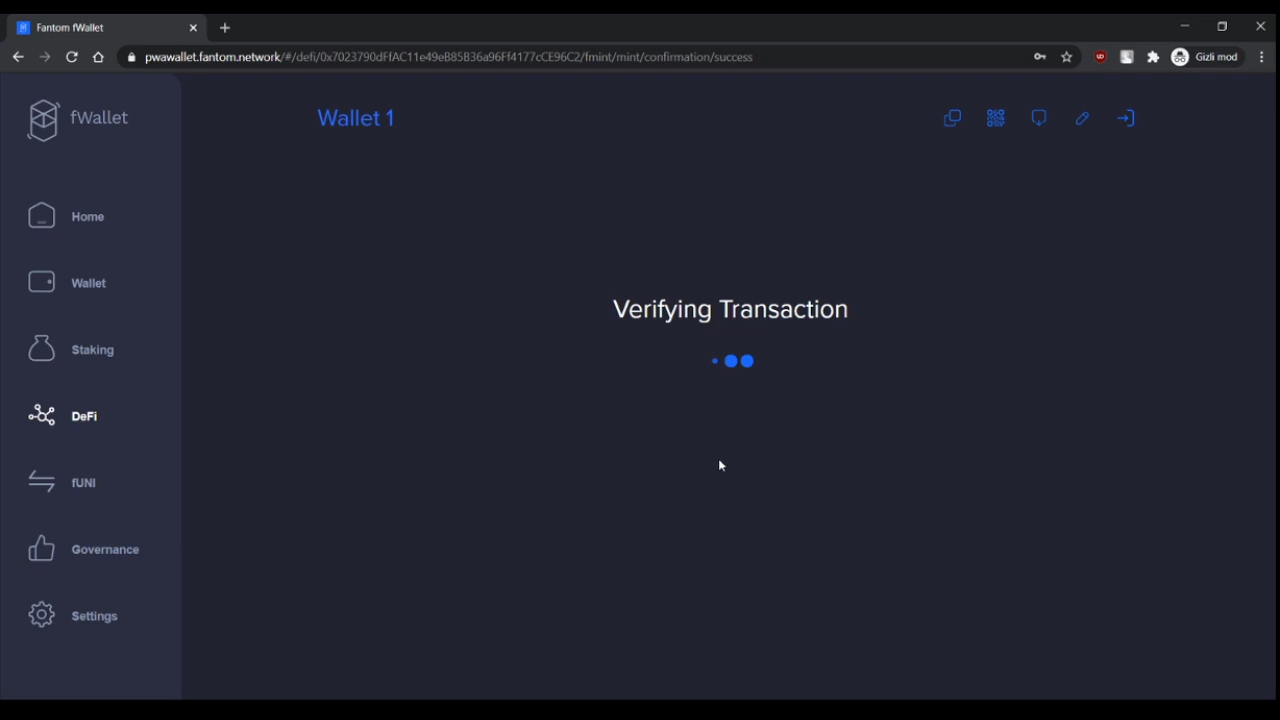 Fantom fWallet
pwawallet.fantom.network/#/defi/0x7023790dFfAC11e49eB85B36a96Ff4177cCE96C2/fmint/mint/confirmation/success
Gizli mod
fWallet
Wallet 1
Home
Wallet
Staking
DeFi
fUNI
Governance
Settings
Verifying Transaction